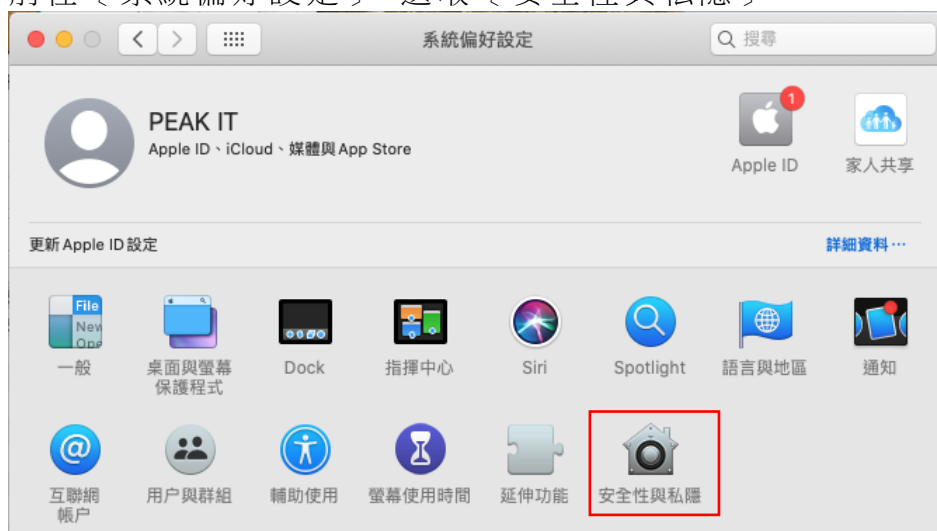 系統偏好設定
搜尋
PEAK IT
Apple ID、iCloud、媒體與 App Store
1
Apple ID
家人共享
更新 Apple ID 設定
詳細資料…
File
New
Ope
一般
桌面與螢幕
保護程式
Dock
指揮中心
Siri
Spotlight
語言與地區
通知
互聯網
帳戶
用戶與群組
輔助使用
螢幕使用時間
延伸功能
安全性與私隱